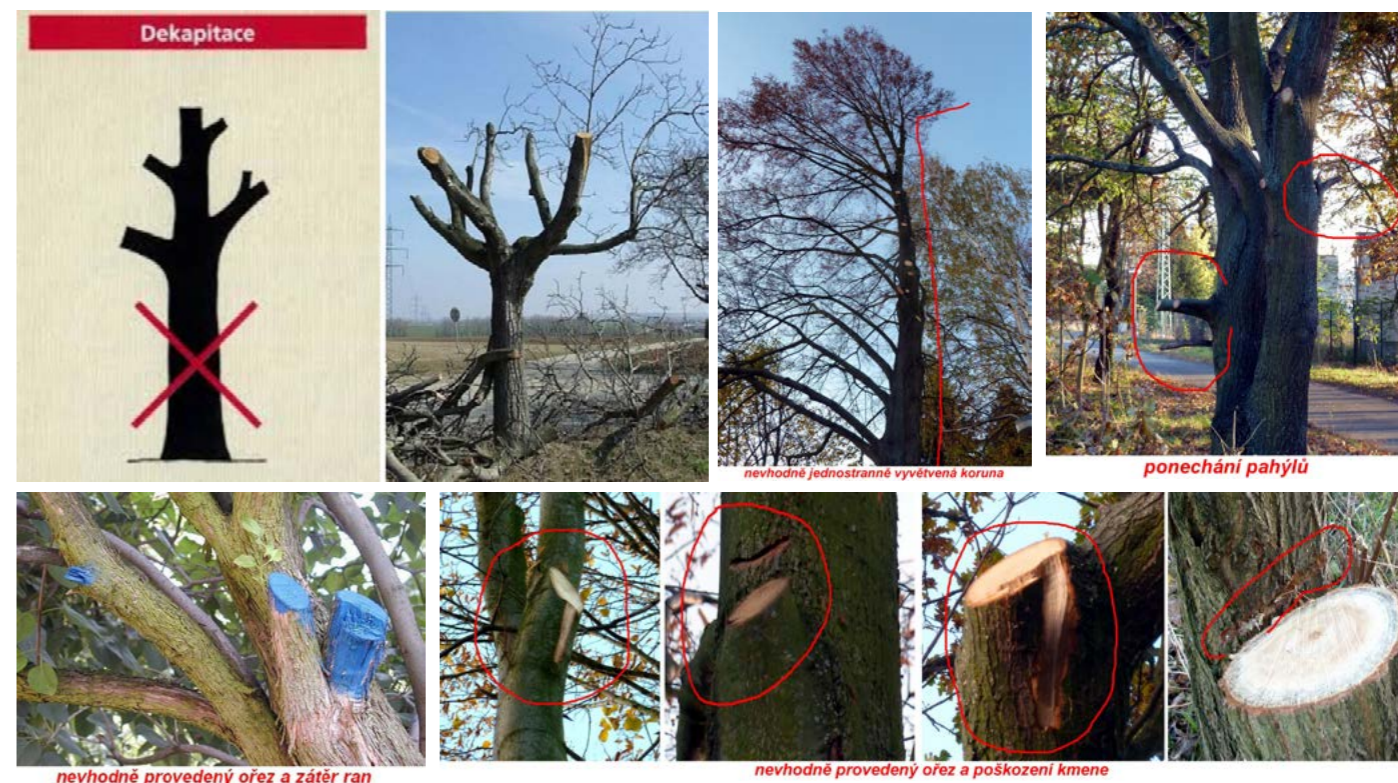 Dekapitace
nevhodně jednostranně vyvětvená koruna
ponechání pahýlů
nevhodně provedený ořez a zátěr ran
nevhodně provedený ořez a poškození kmene